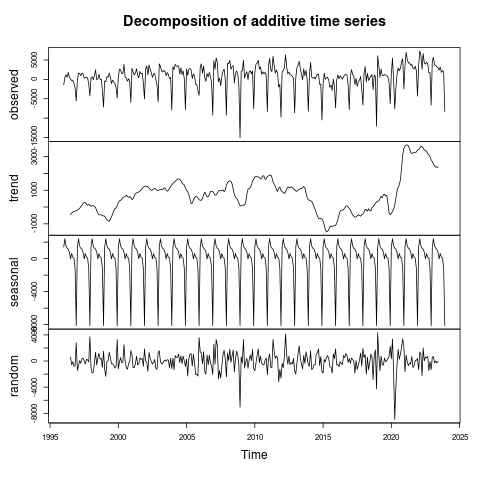 Decomposition of additive time series
observed
-15000 -5000 0 5000
trend
-1000 1000 3000
seasonal
-8000 -4000 0
random
-8000 -4000 0 4000
1995 2000 2005 2010 2015 2020 2025
Time